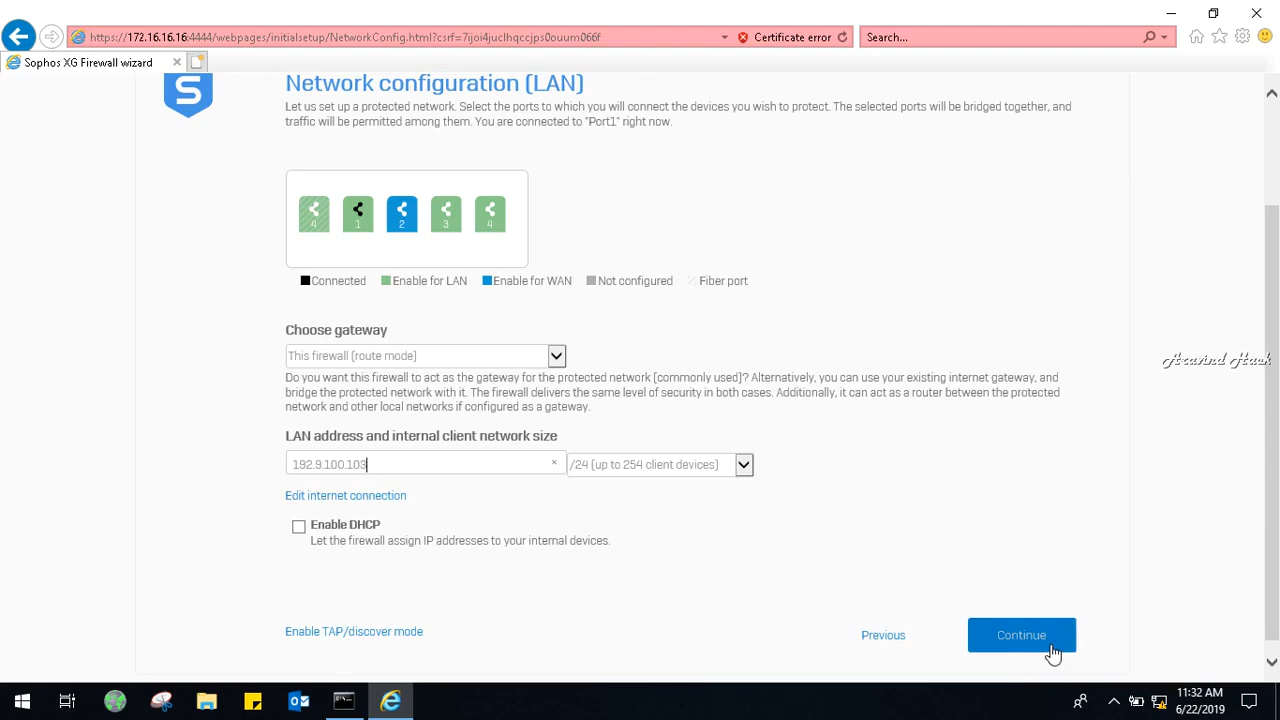 https://172.16.16.16:4444/webpages/initialsetup/NetworkConfig.html?csrf=7ijoi4juclhqccjps0ouum076f
Certificate error
Search...
Sophos XG Firewall wizard
S
Network configuration (LAN)
Let us set up a protected network. Select the ports to which you will connect the devices you wish to protect. The selected ports will be bridged together, and
traffic will be permitted among them. You are connected to "Port1" right now.
4 1 2 3 4
Connected Enable for LAN Enable for WAN Not configured Fiber port
Choose gateway
This firewall (route mode)
Do you want this firewall to act as the gateway for the protected network (commonly used)? Alternatively, you can use your existing internet gateway, and
bridge the protected network with it. The firewall delivers the same level of security in both cases. Additionally, it can act as a router between the protected
network and other local networks if configured as a gateway.
Aravind Hack
LAN address and internal client network size
192.9.100.103 /24 (up to 254 client devices)
Edit internet connection
Enable DHCP
Let the firewall assign IP addresses to your internal devices.
Enable TAP/discover mode
Previous
Continue
11:32 AM
6/22/2019